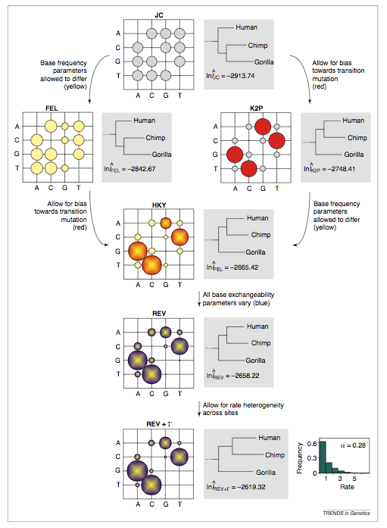 JC
A
C
G
T
Human
Chimp
Gorilla
lnl̂JC = −2913.74
Base frequency
parameters
allowed to differ
(yellow)
Allow for bias
towards transition
mutation
(red)
FEL
A
C
G
T
A C G T
Human
Chimp
Gorilla
lnl̂FEL = −2842.67
K2P
A
C
G
T
A C G T
Human
Chimp
Gorilla
lnl̂K2P = −2748.41
Allow for bias
towards transition
mutation
(red)
Base frequency
parameters
allowed to differ
(yellow)
HKY
A
C
G
T
Human
Chimp
Gorilla
lnl̂FEL = −2665.42
All base exchangeability
parameters vary (blue)
REV
A
C
G
T
Human
Chimp
Gorilla
lnl̂REV = −2658.22
Allow for rate heterogeneity
across sites
REV + Γ
A
C
G
T
A C G T
Human
Chimp
Gorilla
lnl̂REV+Γ = −2619.32
Frequency
0.6
0.3
0
α = 0.28
1 3 5
Rate
TRENDS in Genetics